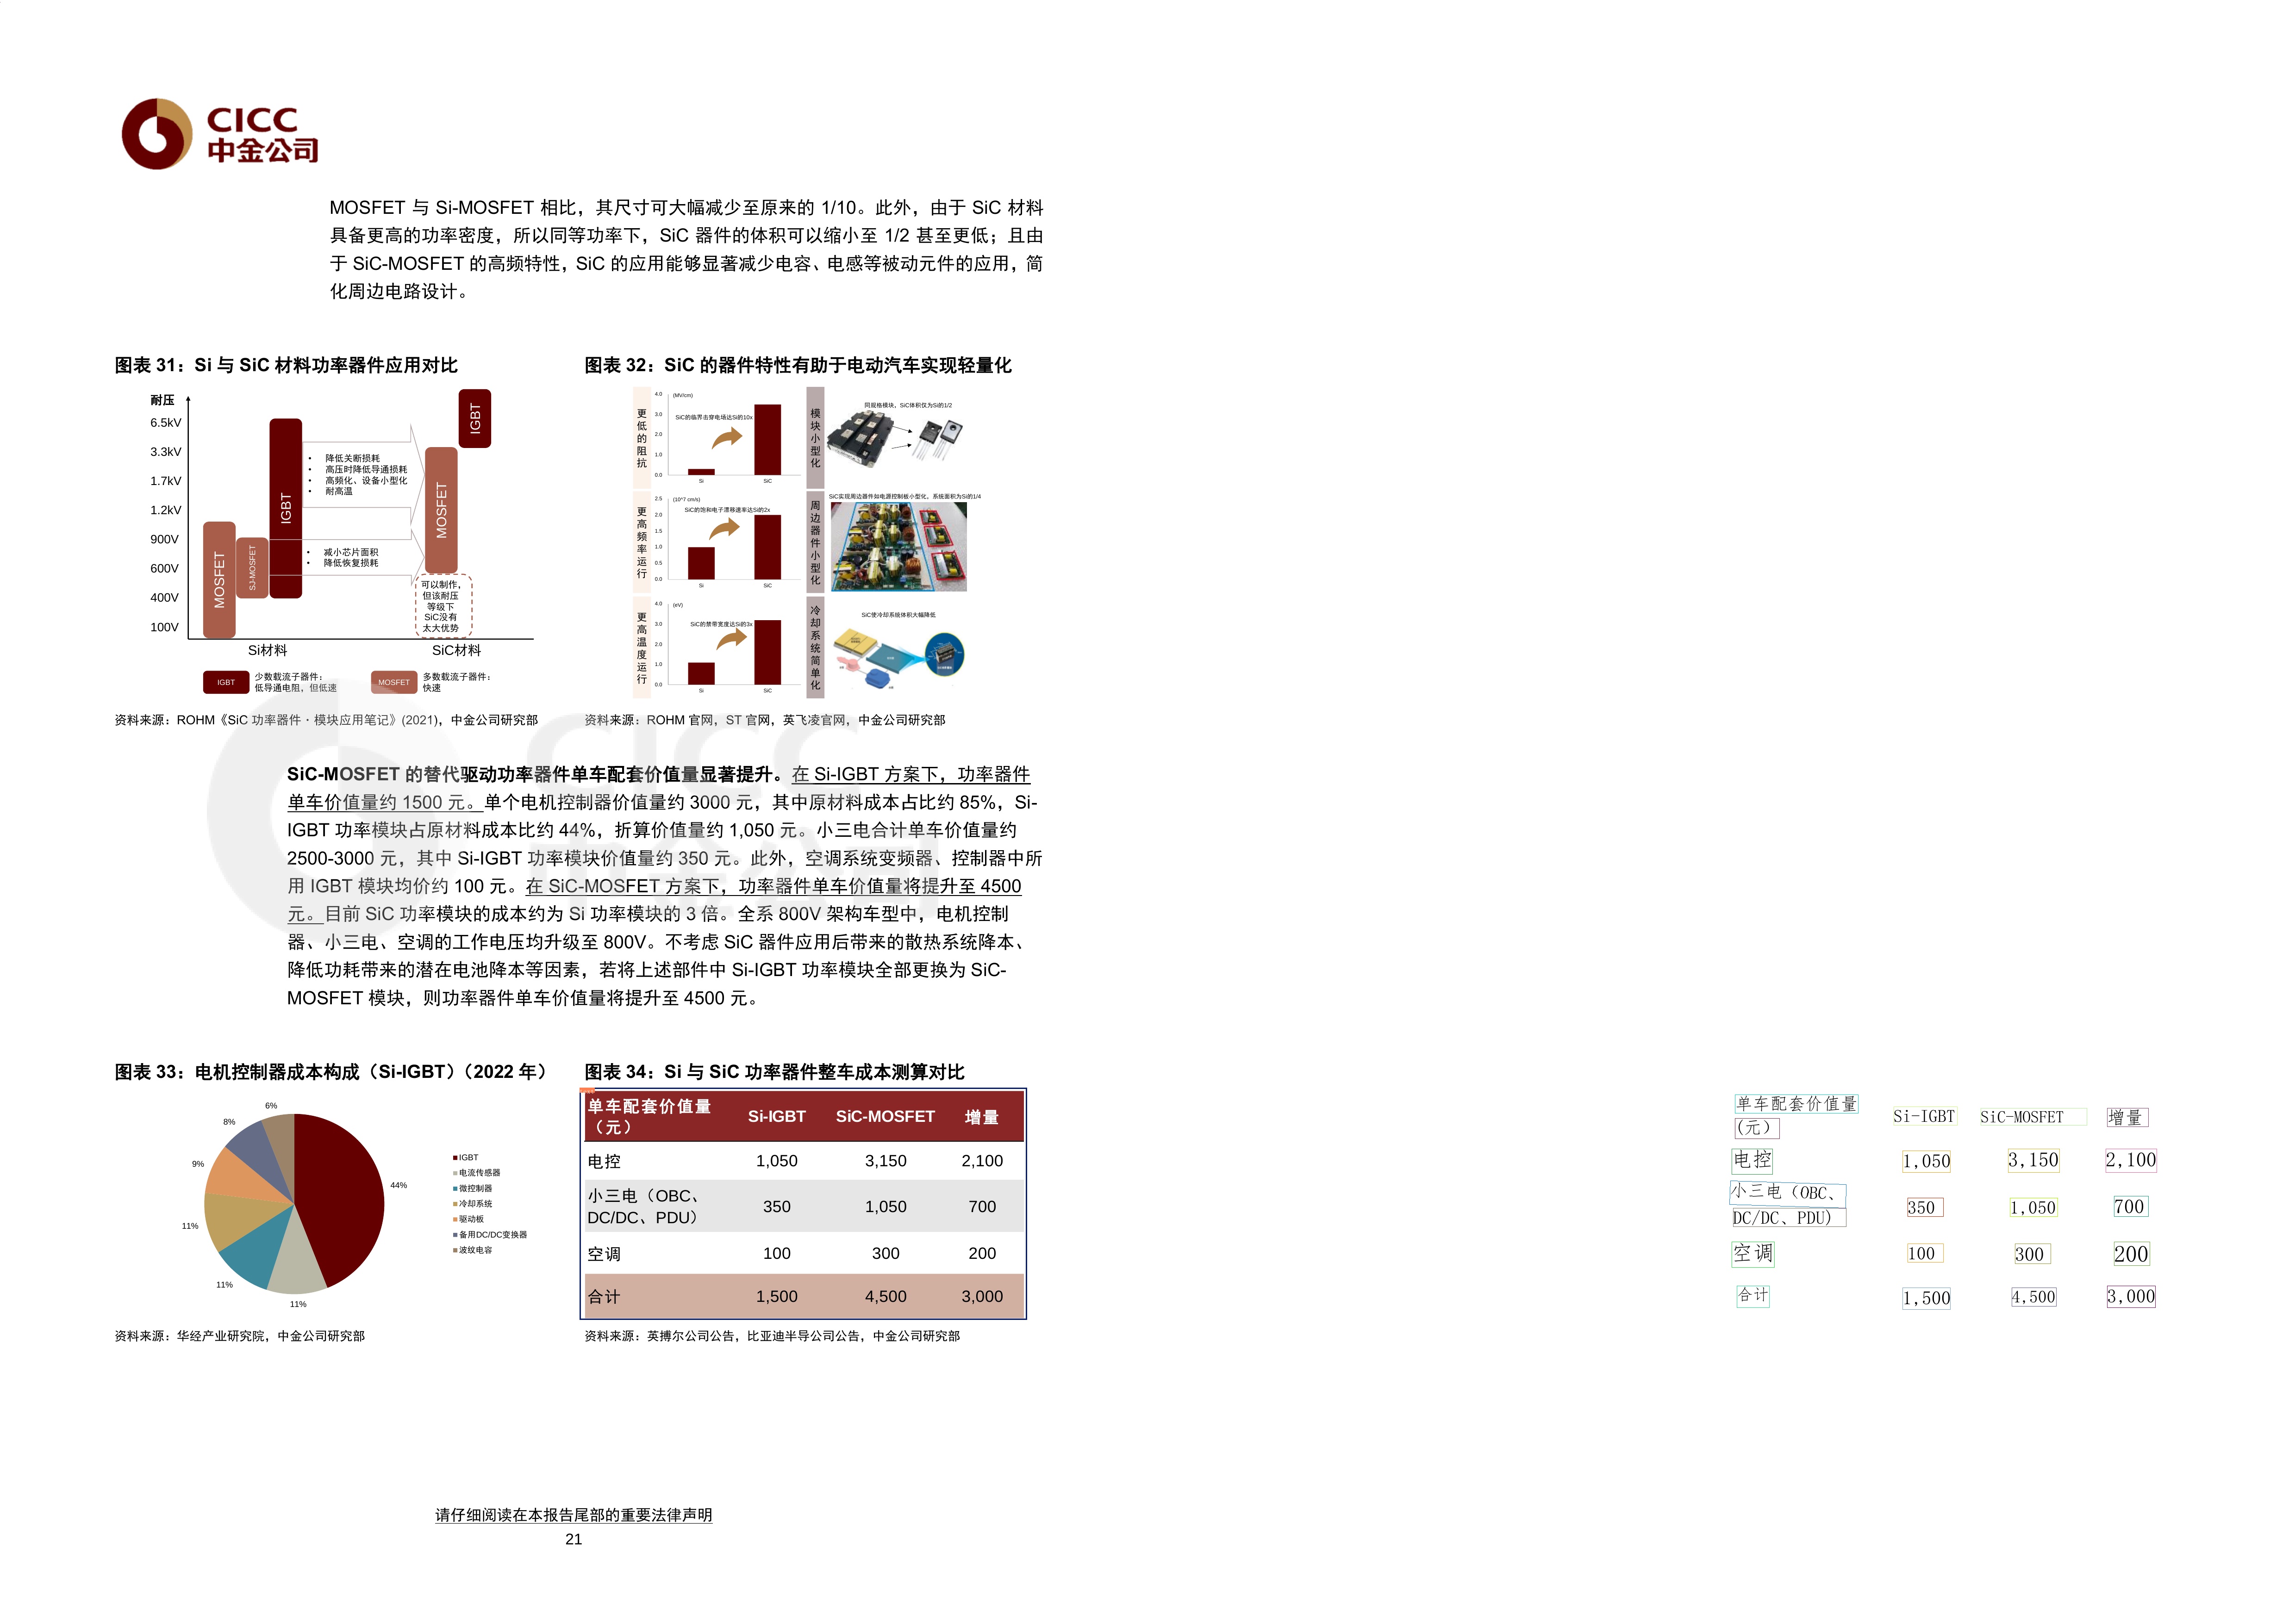 CICC
中金公司
MOSFET 与 Si-MOSFET 相比，其尺寸可大幅减少至原来的 1/10。此外，由于 SiC 材料
具备更高的功率密度，所以同等功率下，SiC 器件的体积可以缩小至 1/2 甚至更低；且由
于 SiC-MOSFET 的高频特性，SiC 的应用能够显著减少电容、电感等被动元件的应用，简
化周边电路设计。
图表 31：Si 与 SiC 材料功率器件应用对比
耐压
6.5kV
3.3kV
1.7kV
1.2kV
900V
600V
400V
100V
MOSFET
SJ-MOSFET
IGBT
• 降低关断损耗
• 高压时降低导通损耗
• 高频化、设备小型化
• 耐高温
• 减小芯片面积
• 降低恢复损耗
MOSFET
IGBT
可以制作，
但该耐压
等级下
SiC没有
太大优势
Si材料
SiC材料
IGBT
少数载流子器件：
低导通电阻，但低速
MOSFET
多数载流子器件：
快速
资料来源：ROHM《SiC 功率器件・模块应用笔记》(2021)，中金公司研究部
图表 32：SiC 的器件特性有助于电动汽车实现轻量化
更低的阻抗
4.0
3.0
2.0
1.0
0.0
(MV/cm)
SiC的临界击穿电场达Si的10x
Si
SiC
模块小型化
同规格模块，SiC体积仅为Si的1/2
更高频率运行
2.5
2.0
1.5
1.0
0.5
0.0
(10^7 cm/s)
SiC的饱和电子漂移速率达Si的2x
Si
SiC
周边器件小型化
SiC实现周边器件如电源控制板小型化，系统面积为Si的1/4
更高温度运行
4.0
3.0
2.0
1.0
0.0
(eV)
SiC的禁带宽度达Si的3x
Si
SiC
冷却系统简单化
SiC使冷却系统体积大幅降低
资料来源：ROHM 官网，ST 官网，英飞凌官网，中金公司研究部
SiC-MOSFET 的替代驱动功率器件单车配套价值量显著提升。在 Si-IGBT 方案下，功率器件
单车价值量约 1500 元。单个电机控制器价值量约 3000 元，其中原材料成本占比约 85%，Si-
IGBT 功率模块占原材料成本比约 44%，折算价值量约 1,050 元。小三电合计单车价值量约
2500-3000 元，其中 Si-IGBT 功率模块价值量约 350 元。此外，空调系统变频器、控制器中所
用 IGBT 模块均价约 100 元。在 SiC-MOSFET 方案下，功率器件单车价值量将提升至 4500
元。目前 SiC 功率模块的成本约为 Si 功率模块的 3 倍。全系 800V 架构车型中，电机控制
器、小三电、空调的工作电压均升级至 800V。不考虑 SiC 器件应用后带来的散热系统降本、
降低功耗带来的潜在电池降本等因素，若将上述部件中 Si-IGBT 功率模块全部更换为 SiC-
MOSFET 模块，则功率器件单车价值量将提升至 4500 元。
图表 33：电机控制器成本构成（Si-IGBT）（2022 年）
6%
8%
9%
11%
11%
11%
44%
IGBT
电流传感器
微控制器
冷却系统
驱动板
备用DC/DC变换器
波纹电容
资料来源：华经产业研究院，中金公司研究部
图表 34：Si 与 SiC 功率器件整车成本测算对比
单车配套价值量
（元） Si-IGBT SiC-MOSFET 增量
电控 1,050 3,150 2,100
小三电（OBC、
DC/DC、PDU） 350 1,050 700
空调 100 300 200
合计 1,500 4,500 3,000
资料来源：英搏尔公司公告，比亚迪半导公司公告，中金公司研究部
单车配套价值量
(元） Si-IGBT SiC-MOSFET 增量
电控 1,050 3,150 2,100
小三电（OBC、
DC/DC、PDU） 350 1,050 700
空调 100 300 200
合计 1,500 4,500 3,000
请仔细阅读在本报告尾部的重要法律声明
21